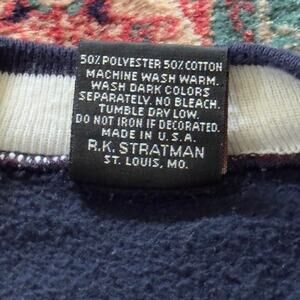 50% POLYESTER 50% COTTON
MACHINE WASH WARM.
WASH DARK COLORS
SEPARATELY. NO BLEACH.
TUMBLE DRY LOW.
DO NOT IRON IF DECORATED.
MADE IN U.S.A.
R.K. STRATMAN
ST. LOUIS, MO.